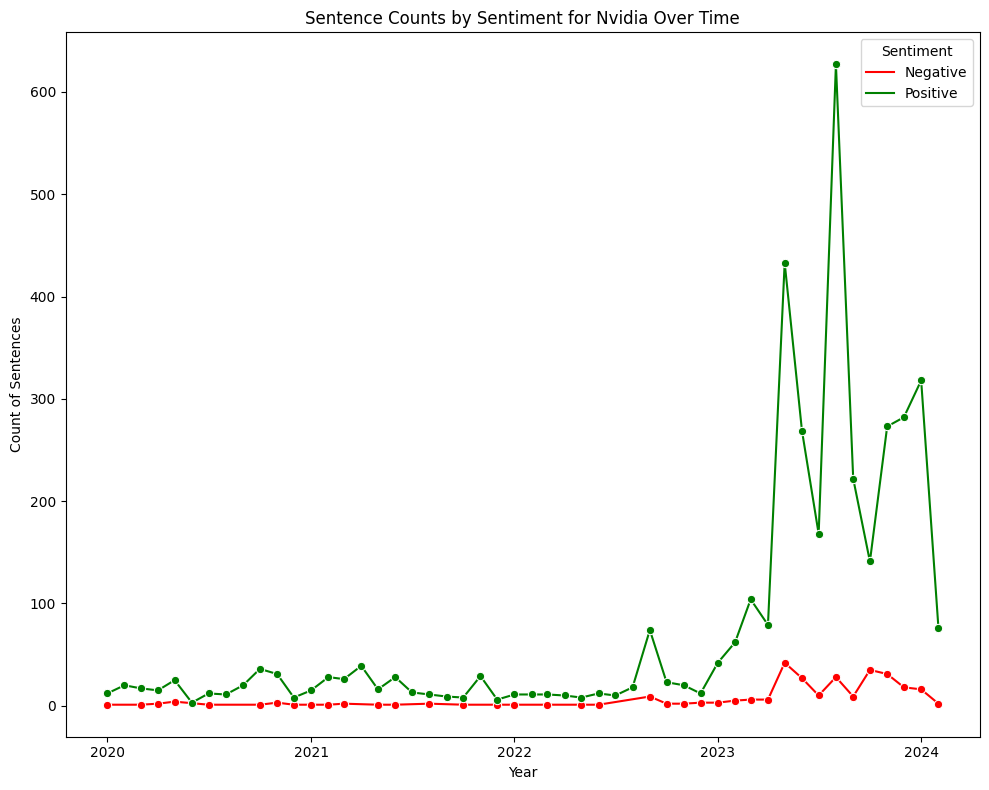 Sentence Counts by Sentiment for Nvidia Over Time
Sentiment
Negative
Positive
Count of Sentences
600
500
400
300
200
100
0
2020
2021
2022
2023
2024
Year